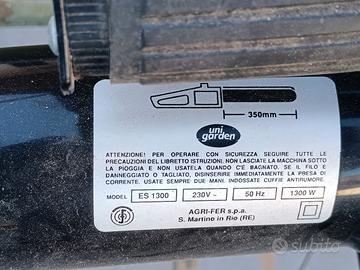 350mm
uni
garden
ATTENZIONE! PER OPERARE CON SICUREZZA SEGUIRE TUTTE LE
PRECAUZIONI DEL LIBRETTO ISTRUZIONI, NON LASCIATE LA MACCHINA SOTTO
LA PIOGGIA E NON USATELA QUANDO C'È BAGNATO. SE IL FILO È
DANNEGGIATO O TAGLIATO, DISINSERIRE IMMEDIATAMENTE LA PRESA DI
CORRENTE. USATE SEMPRE DUE MANI, INDOSSATE CUFFIE ANTIRUMORE.
MODEL ES 1300 230V~ 50 Hz 1300 W
AGRI-FER s.p.a.
S. Martino in Rio (RE)
subito